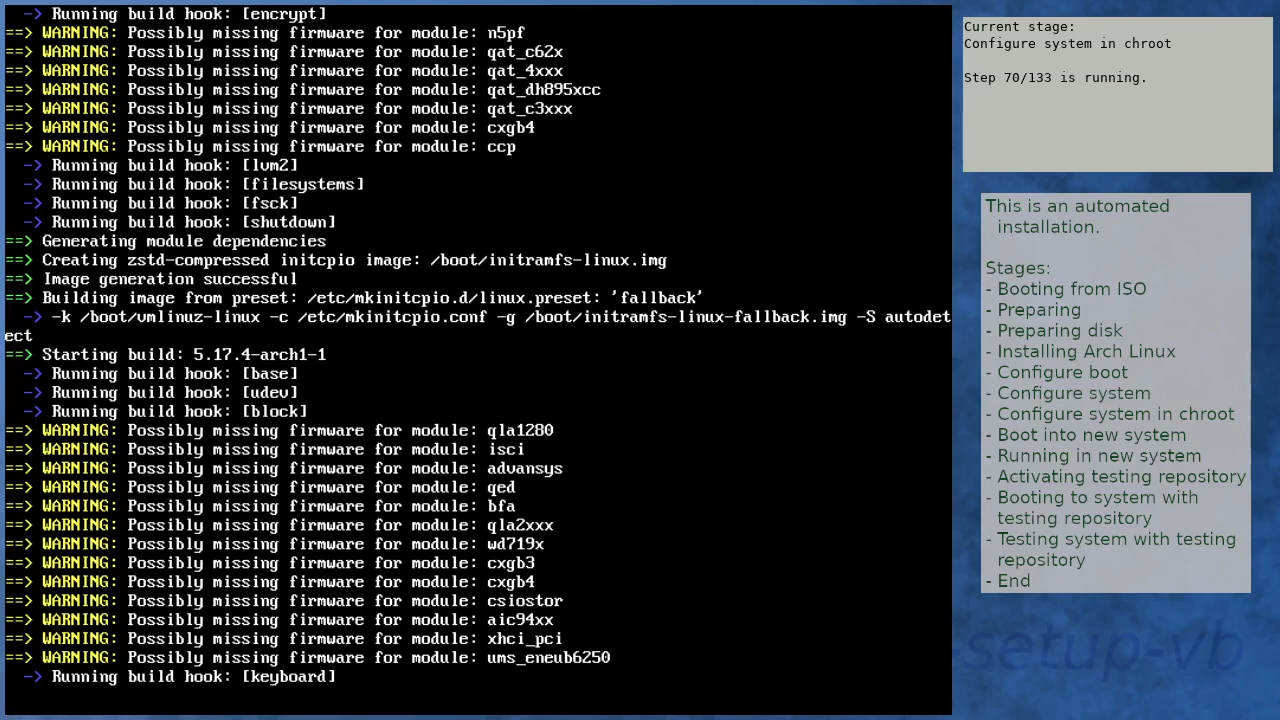 -> Running build hook: [encrypt]
==> WARNING: Possibly missing firmware for module: n5pf
==> WARNING: Possibly missing firmware for module: qat_c62x
==> WARNING: Possibly missing firmware for module: qat_4xxx
==> WARNING: Possibly missing firmware for module: qat_dh895xcc
==> WARNING: Possibly missing firmware for module: qat_c3xxx
==> WARNING: Possibly missing firmware for module: cxgb4
==> WARNING: Possibly missing firmware for module: ccp
-> Running build hook: [lvm2]
-> Running build hook: [filesystems]
-> Running build hook: [fsck]
-> Running build hook: [shutdown]
==> Generating module dependencies
==> Creating zstd-compressed initcpio image: /boot/initramfs-linux.img
==> Image generation successful
==> Building image from preset: /etc/mkinitcpio.d/linux.preset: 'fallback'
-> -k /boot/vmlinuz-linux -c /etc/mkinitcpio.conf -g /boot/initramfs-linux-fallback.img -S autodet
ect
==> Starting build: 5.17.4-arch1-1
-> Running build hook: [base]
-> Running build hook: [udev]
-> Running build hook: [block]
==> WARNING: Possibly missing firmware for module: qla1280
==> WARNING: Possibly missing firmware for module: isci
==> WARNING: Possibly missing firmware for module: advansys
==> WARNING: Possibly missing firmware for module: qed
==> WARNING: Possibly missing firmware for module: bfa
==> WARNING: Possibly missing firmware for module: qla2xxx
==> WARNING: Possibly missing firmware for module: wd719x
==> WARNING: Possibly missing firmware for module: cxgb3
==> WARNING: Possibly missing firmware for module: cxgb4
==> WARNING: Possibly missing firmware for module: csiostor
==> WARNING: Possibly missing firmware for module: aic94xx
==> WARNING: Possibly missing firmware for module: xhci_pci
==> WARNING: Possibly missing firmware for module: ums_eneub6250
-> Running build hook: [keyboard]
Current stage:
Configure system in chroot
Step 70/133 is running.
This is an automated
installation.
Stages:
- Booting from ISO
- Preparing
- Preparing disk
- Installing Arch Linux
- Configure boot
- Configure system
- Configure system in chroot
- Boot into new system
- Running in new system
- Activating testing repository
- Booting to system with
testing repository
- Testing system with testing
repository
- End
-setup-vb